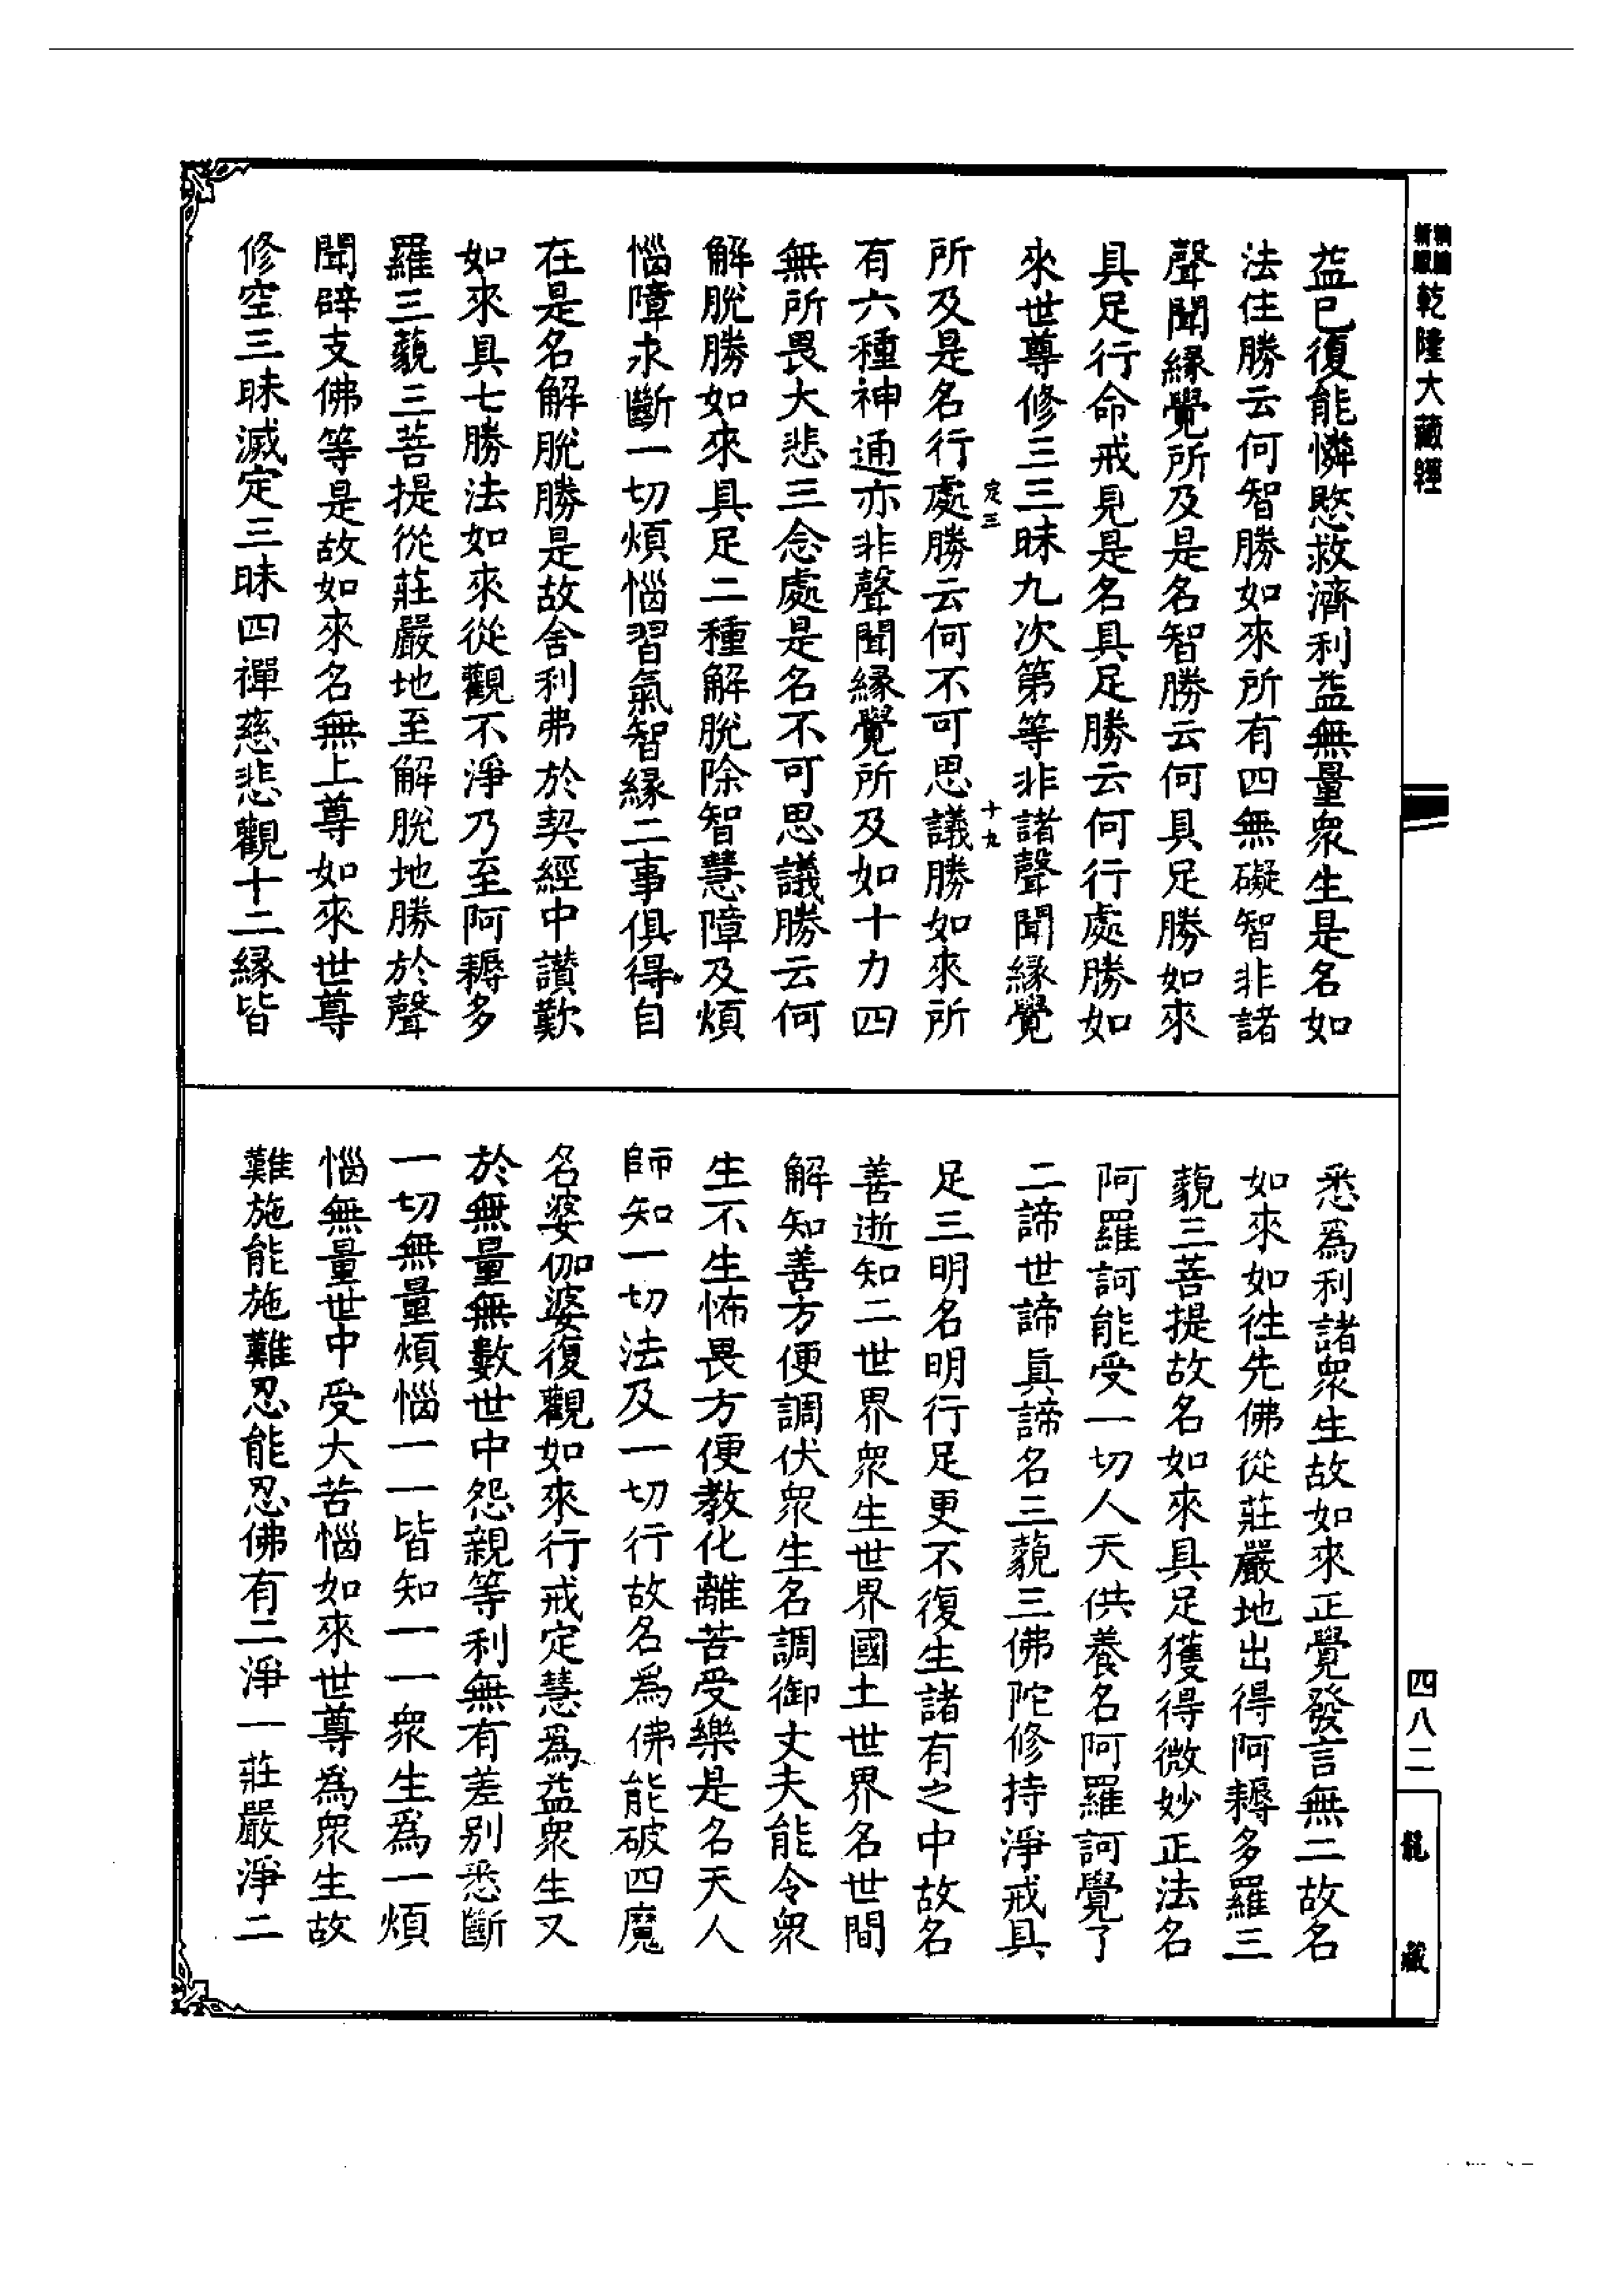 乾隆大藏經
益已復能憐愍救濟利益無量衆生是名如
法住勝云何智勝如來所有四無礙智非諸
聲聞緣覺所及是名智勝云何具足勝如來
具足行命戒見是名具足勝云何行處勝如
來世尊修三三昧九次第等非諸聲聞緣覺
定三 十九
所及是名行處勝云何不可思議勝如來所
有六種神通亦非聲聞緣覺所及如十力四
無所畏大悲三念處是名不可思議勝云何
解脫勝如來具足二種解脫除智慧障及煩
惱障永斷一切煩惱習氣智緣二事俱得自
在是名解脫勝是故舍利弗於契經中讚歎
如來具七勝法如來從觀不淨乃至阿耨多
羅三藐三菩提從莊嚴地至解脫地勝於聲
聞辟支佛等是故如來名無上尊如來世尊
修空三昧滅定三昧四禪慈悲觀十二緣皆
悉爲利諸衆生故如來正覺發言無二故名
如來如往先佛從莊嚴地出得阿耨多羅三
藐三菩提故名如來具足獲得微妙正法名
阿羅訶能受一切人天供養名阿羅訶覺了
二諦世諦眞諦名三藐三佛陀修持淨戒具
足三明名明行足更不復生諸有之中故名
善逝知二世界衆生世界國土世界名世間
解知善方便調伏衆生名調御丈夫能令衆
生不生怖畏方便教化離苦受樂是名天人
師知一切法及一切行故名爲佛能破四魔
名婆伽婆復觀如來行戒定慧爲益衆生又
於無量無數世中怨親等利無有差別悉斷
一切無量煩惱一一皆知一一衆生爲一煩
惱無量世中受大苦惱如來世尊爲衆生故
難施能施難忍能忍佛有二淨一莊嚴淨二
四八二
龍藏